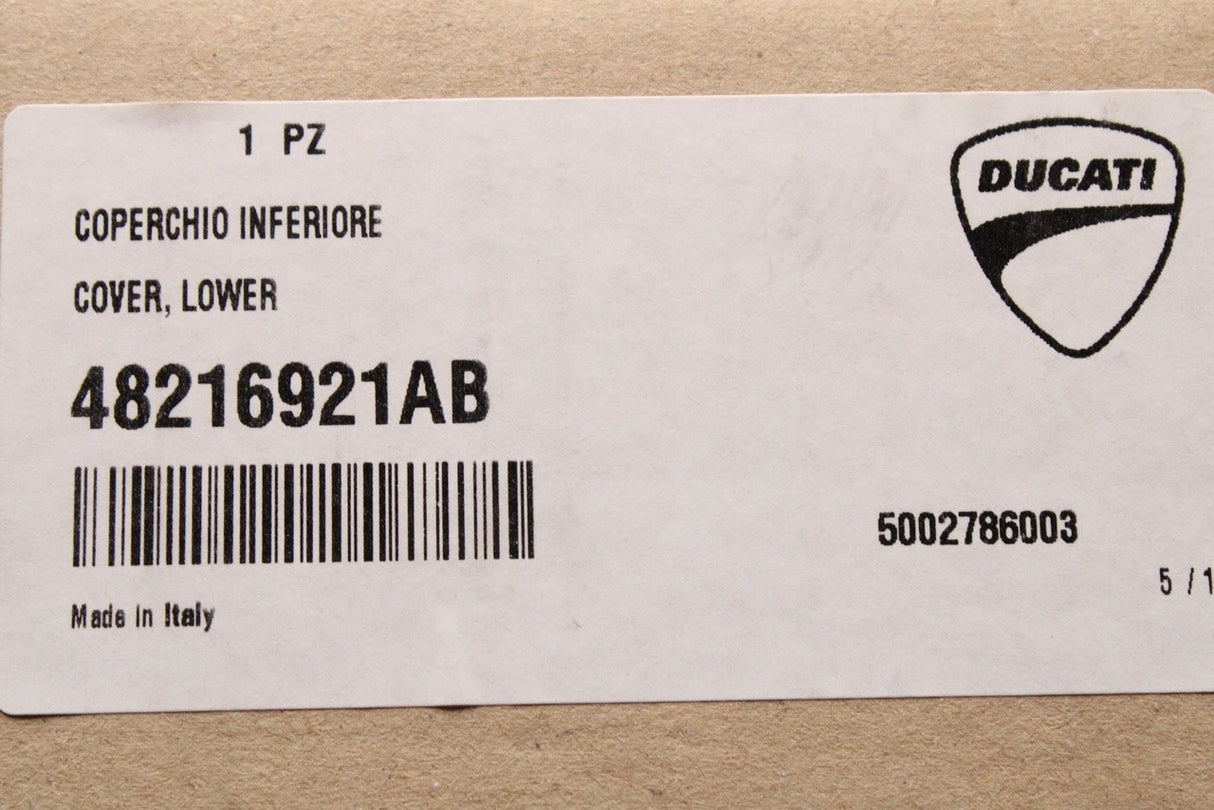 1 PZ
DUCATI
COPERCHIO INFERIORE
COVER, LOWER
48216921AB
5002786003
5 / 1
Made in Italy